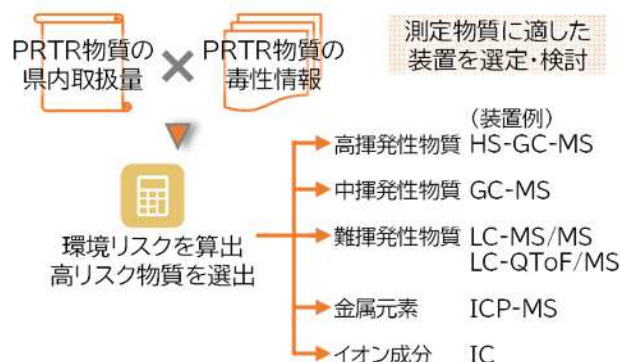 PRTR物質の
県内取扱量
×
PRTR物質の
毒性情報
測定物質に適した
装置を選定・検討
環境リスクを算出
高リスク物質を選出
(装置例)
高揮発性物質 HS-GC-MS
中揮発性物質 GC-MS
難揮発性物質 LC-MS/MS
LC-QToF/MS
金属元素 ICP-MS
イオン成分 IC